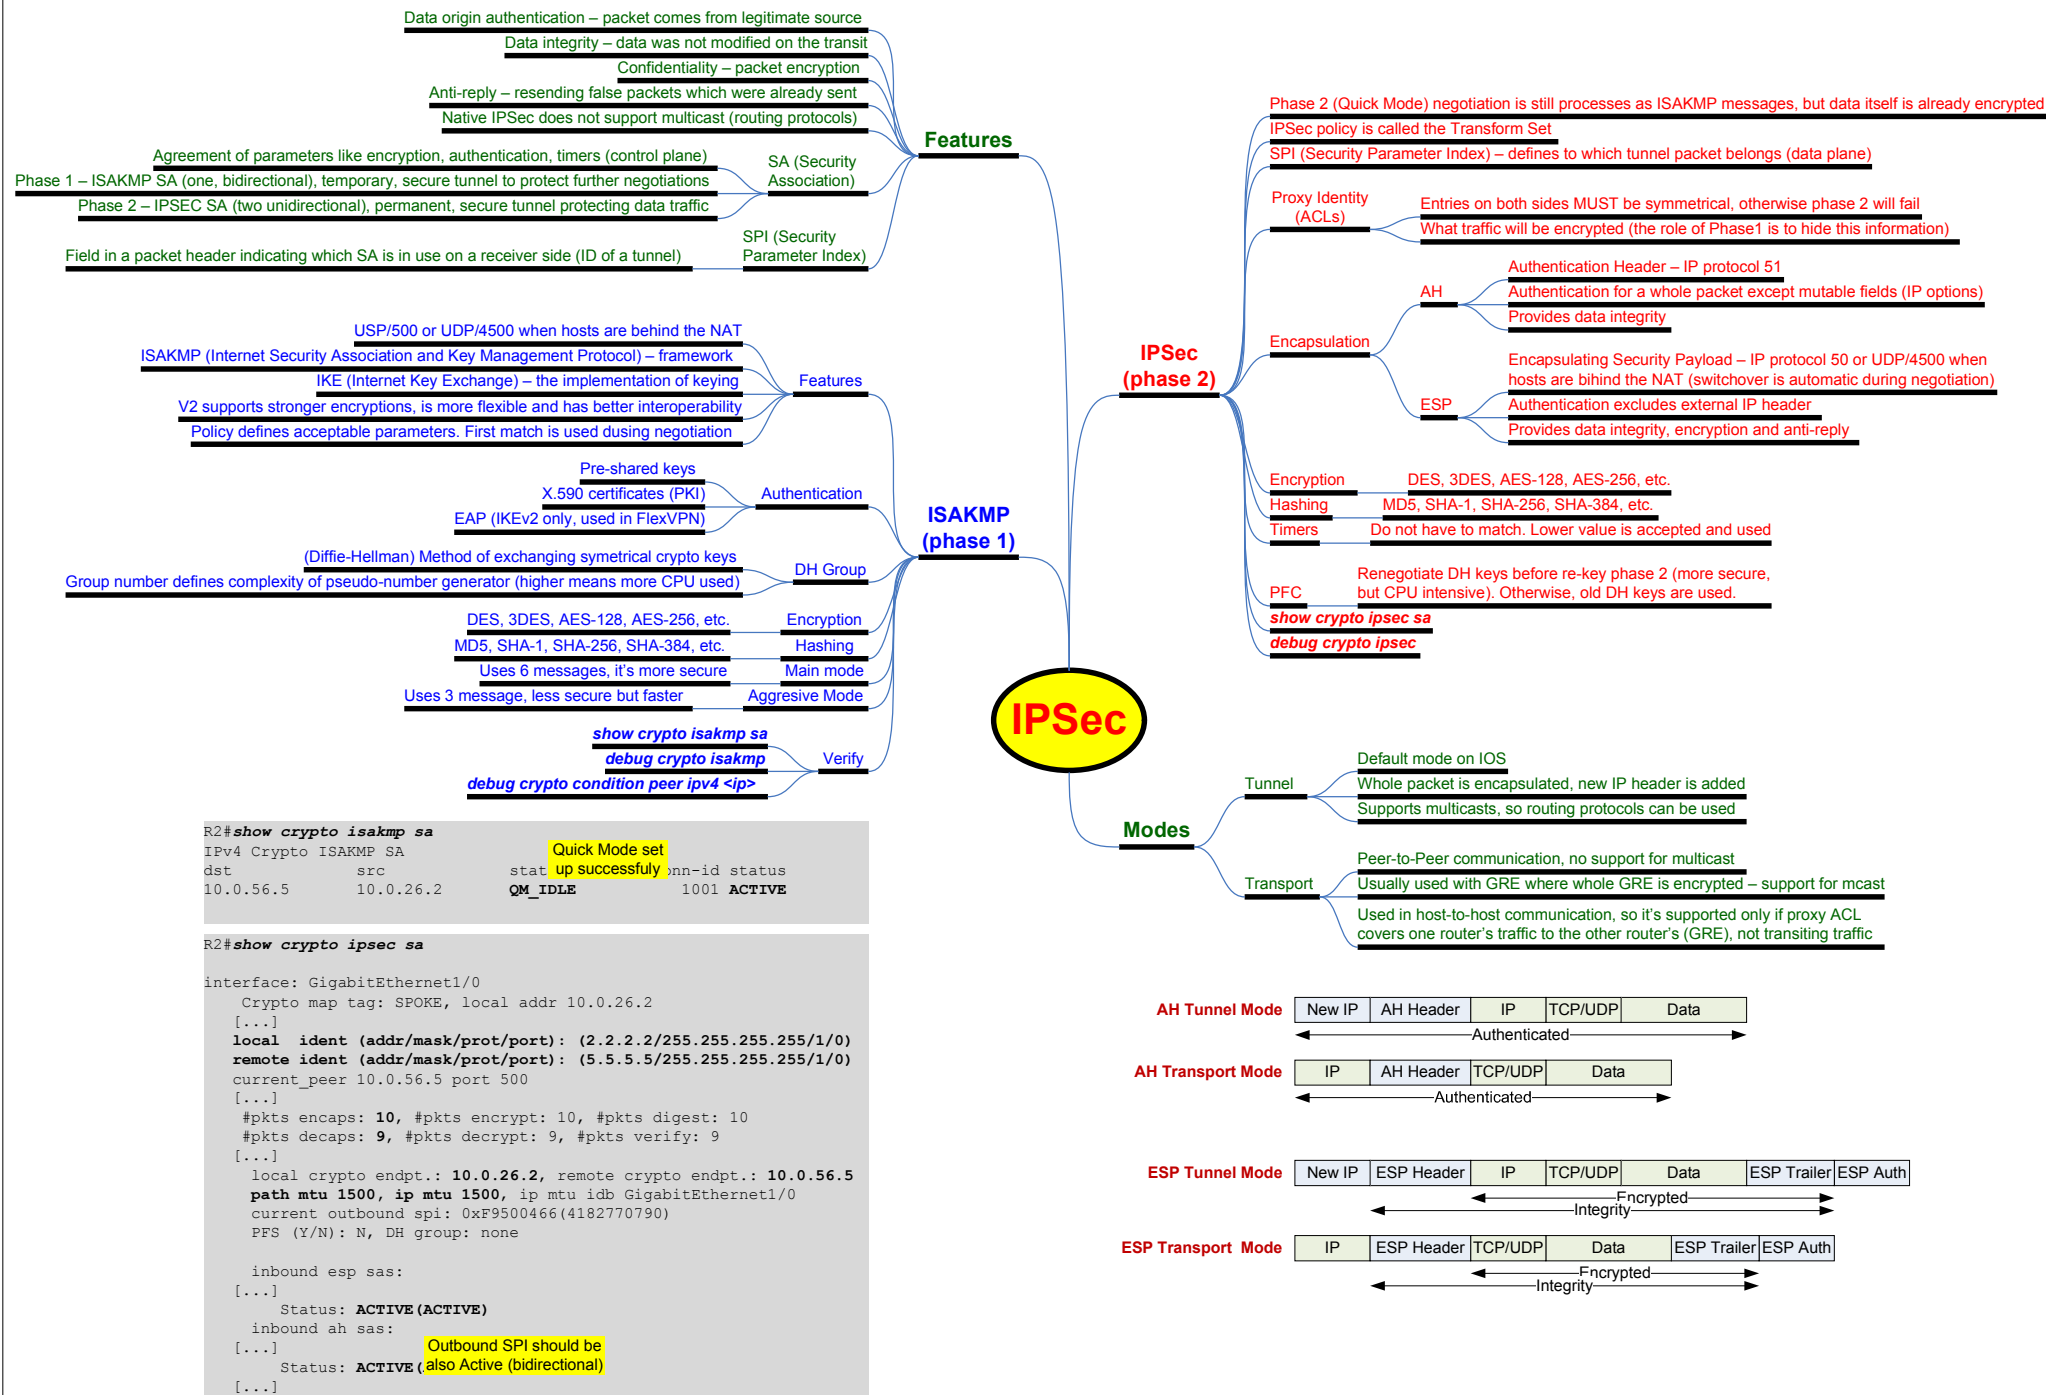 Data origin authentication – packet comes from legitimate source
Data integrity – data was not modified on the transit
Confidentiality – packet encryption
Anti-reply – resending false packets which were already sent
Native IPSec does not support multicast (routing protocols)
Features
Agreement of parameters like encryption, authentication, timers (control plane)
Phase 1 – ISAKMP SA (one, bidirectional), temporary, secure tunnel to protect further negotiations
Phase 2 – IPSEC SA (two unidirectional), permanent, secure tunnel protecting data traffic
SA (Security
Association)
Field in a packet header indicating which SA is in use on a receiver side (ID of a tunnel)
SPI (Security
Parameter Index)
USP/500 or UDP/4500 when hosts are behind the NAT
ISAKMP (Internet Security Association and Key Management Protocol) – framework
IKE (Internet Key Exchange) – the implementation of keying
V2 supports stronger encryptions, is more flexible and has better interoperability
Policy defines acceptable parameters. First match is used dusing negotiation
Features
Pre-shared keys
X.590 certificates (PKI)
EAP (IKEv2 only, used in FlexVPN)
Authentication
ISAKMP
(phase 1)
(Diffie-Hellman) Method of exchanging symetrical crypto keys
Group number defines complexity of pseudo-number generator (higher means more CPU used)
DH Group
DES, 3DES, AES-128, AES-256, etc.
Encryption
MD5, SHA-1, SHA-256, SHA-384, etc.
Hashing
Uses 6 messages, it's more secure
Main mode
Uses 3 message, less secure but faster
Aggresive Mode
show crypto isakmp sa
debug crypto isakmp
debug crypto condition peer ipv4 <ip>
Verify
IPSec
Phase 2 (Quick Mode) negotiation is still processes as ISAKMP messages, but data itself is already encrypted
IPSec policy is called the Transform Set
SPI (Security Parameter Index) – defines to which tunnel packet belongs (data plane)
Proxy Identity
(ACLs)
Entries on both sides MUST be symmetrical, otherwise phase 2 will fail
What traffic will be encrypted (the role of Phase1 is to hide this information)
IPSec
(phase 2)
Encapsulation
AH
Authentication Header – IP protocol 51
Authentication for a whole packet except mutable fields (IP options)
Provides data integrity
ESP
Encapsulating Security Payload – IP protocol 50 or UDP/4500 when
hosts are bihind the NAT (switchover is automatic during negotiation)
Authentication excludes external IP header
Provides data integrity, encryption and anti-reply
Encryption
DES, 3DES, AES-128, AES-256, etc.
Hashing
MD5, SHA-1, SHA-256, SHA-384, etc.
Timers
Do not have to match. Lower value is accepted and used
PFC
Renegotiate DH keys before re-key phase 2 (more secure,
but CPU intensive). Otherwise, old DH keys are used.
show crypto ipsec sa
debug crypto ipsec
Modes
Tunnel
Default mode on IOS
Whole packet is encapsulated, new IP header is added
Supports multicasts, so routing protocols can be used
Transport
Peer-to-Peer communication, no support for multicast
Usually used with GRE where whole GRE is encrypted – support for mcast
Used in host-to-host communication, so it's supported only if proxy ACL
covers one router's traffic to the other router's (GRE), not transiting traffic
R2#show crypto isakmp sa
IPv4 Crypto ISAKMP SA
dst src stat onn-id status
10.0.56.5 10.0.26.2 QM_IDLE 1001 ACTIVE
Quick Mode set
up successfuly
R2#show crypto ipsec sa
interface: GigabitEthernet1/0
Crypto map tag: SPOKE, local addr 10.0.26.2
[...]
local ident (addr/mask/prot/port): (2.2.2.2/255.255.255.255/1/0)
remote ident (addr/mask/prot/port): (5.5.5.5/255.255.255.255/1/0)
current_peer 10.0.56.5 port 500
[...]
#pkts encaps: 10, #pkts encrypt: 10, #pkts digest: 10
#pkts decaps: 9, #pkts decrypt: 9, #pkts verify: 9
[...]
local crypto endpt.: 10.0.26.2, remote crypto endpt.: 10.0.56.5
path mtu 1500, ip mtu 1500, ip mtu idb GigabitEthernet1/0
current outbound spi: 0xF9500466(4182770790)
PFS (Y/N): N, DH group: none
inbound esp sas:
[...]
Status: ACTIVE(ACTIVE)
inbound ah sas:
[...]
Status: ACTIVE(
[...]
Outbound SPI should be
also Active (bidirectional)
AH Tunnel Mode New IP AH Header IP TCP/UDP Data
Authenticated
AH Transport Mode IP AH Header TCP/UDP Data
Authenticated
ESP Tunnel Mode New IP ESP Header IP TCP/UDP Data ESP Trailer ESP Auth
Encrypted
Integrity
ESP Transport Mode IP ESP Header TCP/UDP Data ESP Trailer ESP Auth
Encrypted
Integrity